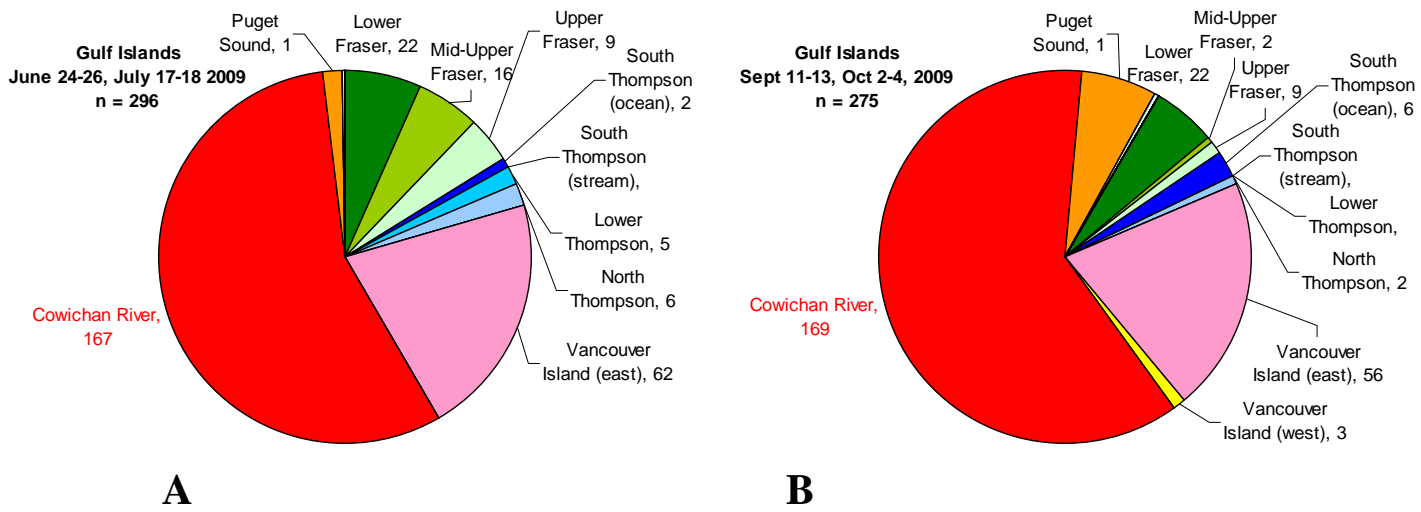 Gulf Islands
June 24-26, July 17-18 2009
n = 296
Puget
Sound, 1
Lower
Fraser, 22
Mid-Upper
Fraser, 16
Upper
Fraser, 9
South
Thompson
(ocean), 2
South
Thompson
(stream),
Lower
Thompson, 5
North
Thompson, 6
Vancouver
Island (east), 62
Cowichan River,
167
A
Gulf Islands
Sept 11-13, Oct 2-4, 2009
n = 275
Puget
Sound, 1
Lower
Fraser, 22
Mid-Upper
Fraser, 2
Upper
Fraser, 9
South
Thompson
(ocean), 6
South
Thompson
(stream),
Lower
Thompson,
North
Thompson, 2
Vancouver
Island (east), 56
Vancouver
Island (west), 3
Cowichan River,
169
B